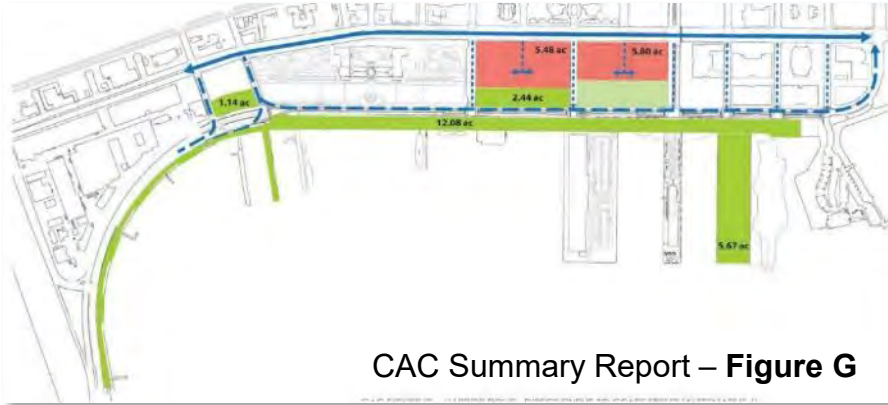 5.48 ac
5.80 ac
1.14 ac
2.44 ac
12.08 ac
5.67 ac
CAC Summary Report – Figure G